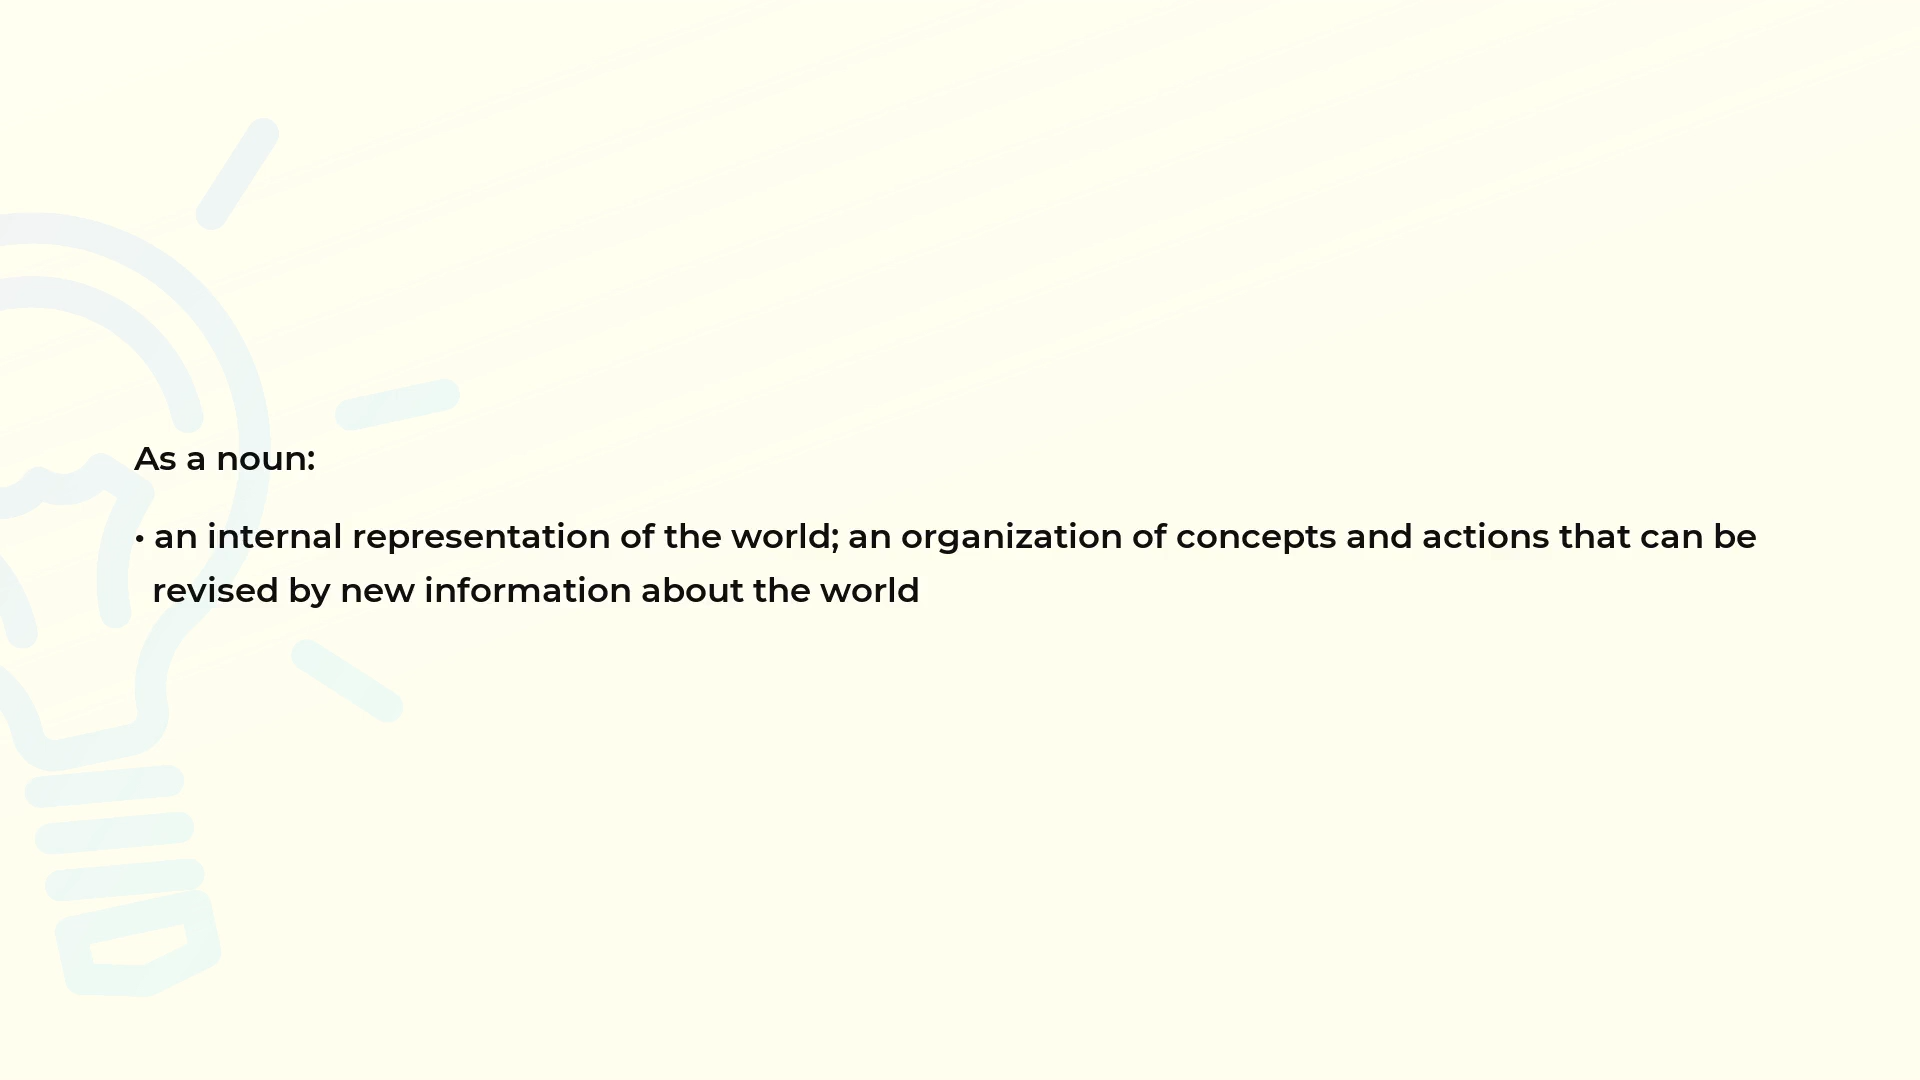 As a noun:
• an internal representation of the world; an organization of concepts and actions that can be
revised by new information about the world